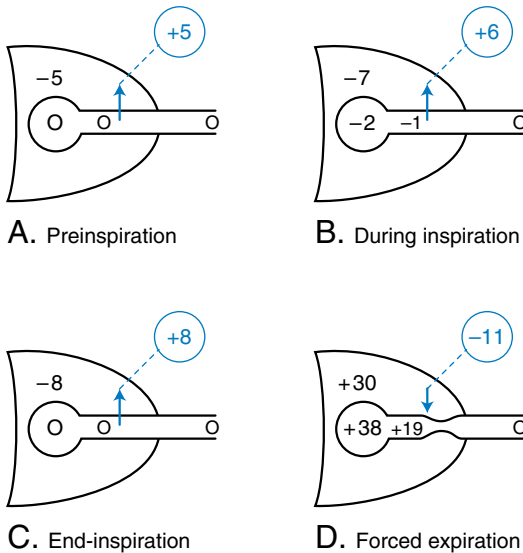 +5
−5
O O O
A. Preinspiration
+6
−7
−2 −1 O
B. During inspiration
+8
−8
O O O
C. End-inspiration
−11
+30
+38 +19 O
D. Forced expiration